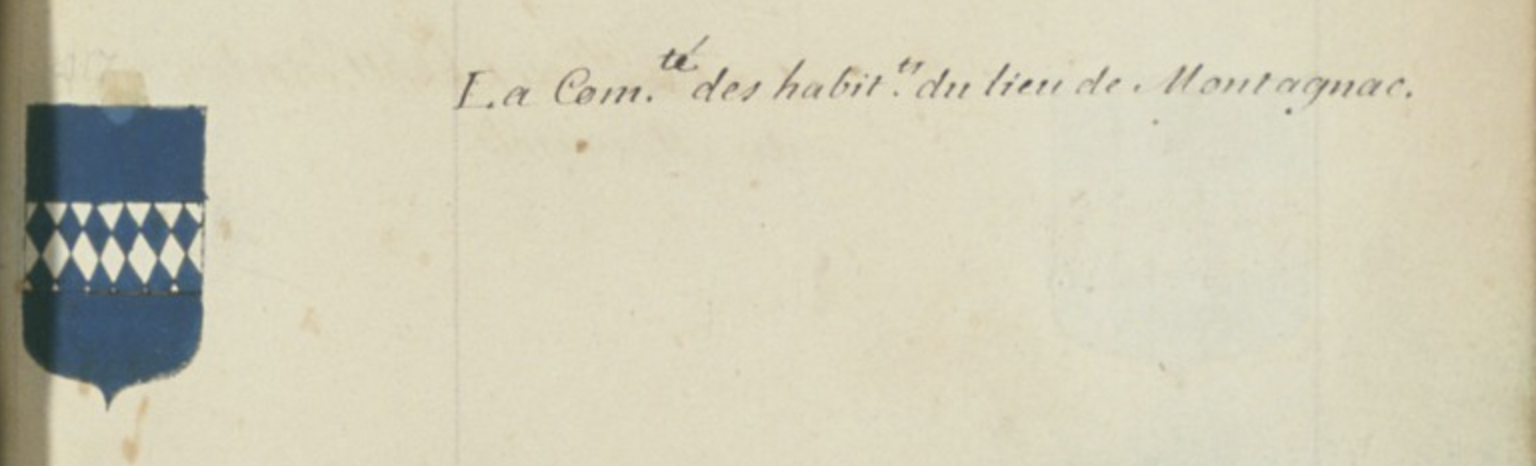 La Com.té des habit.ts du lieu de Montagnac.